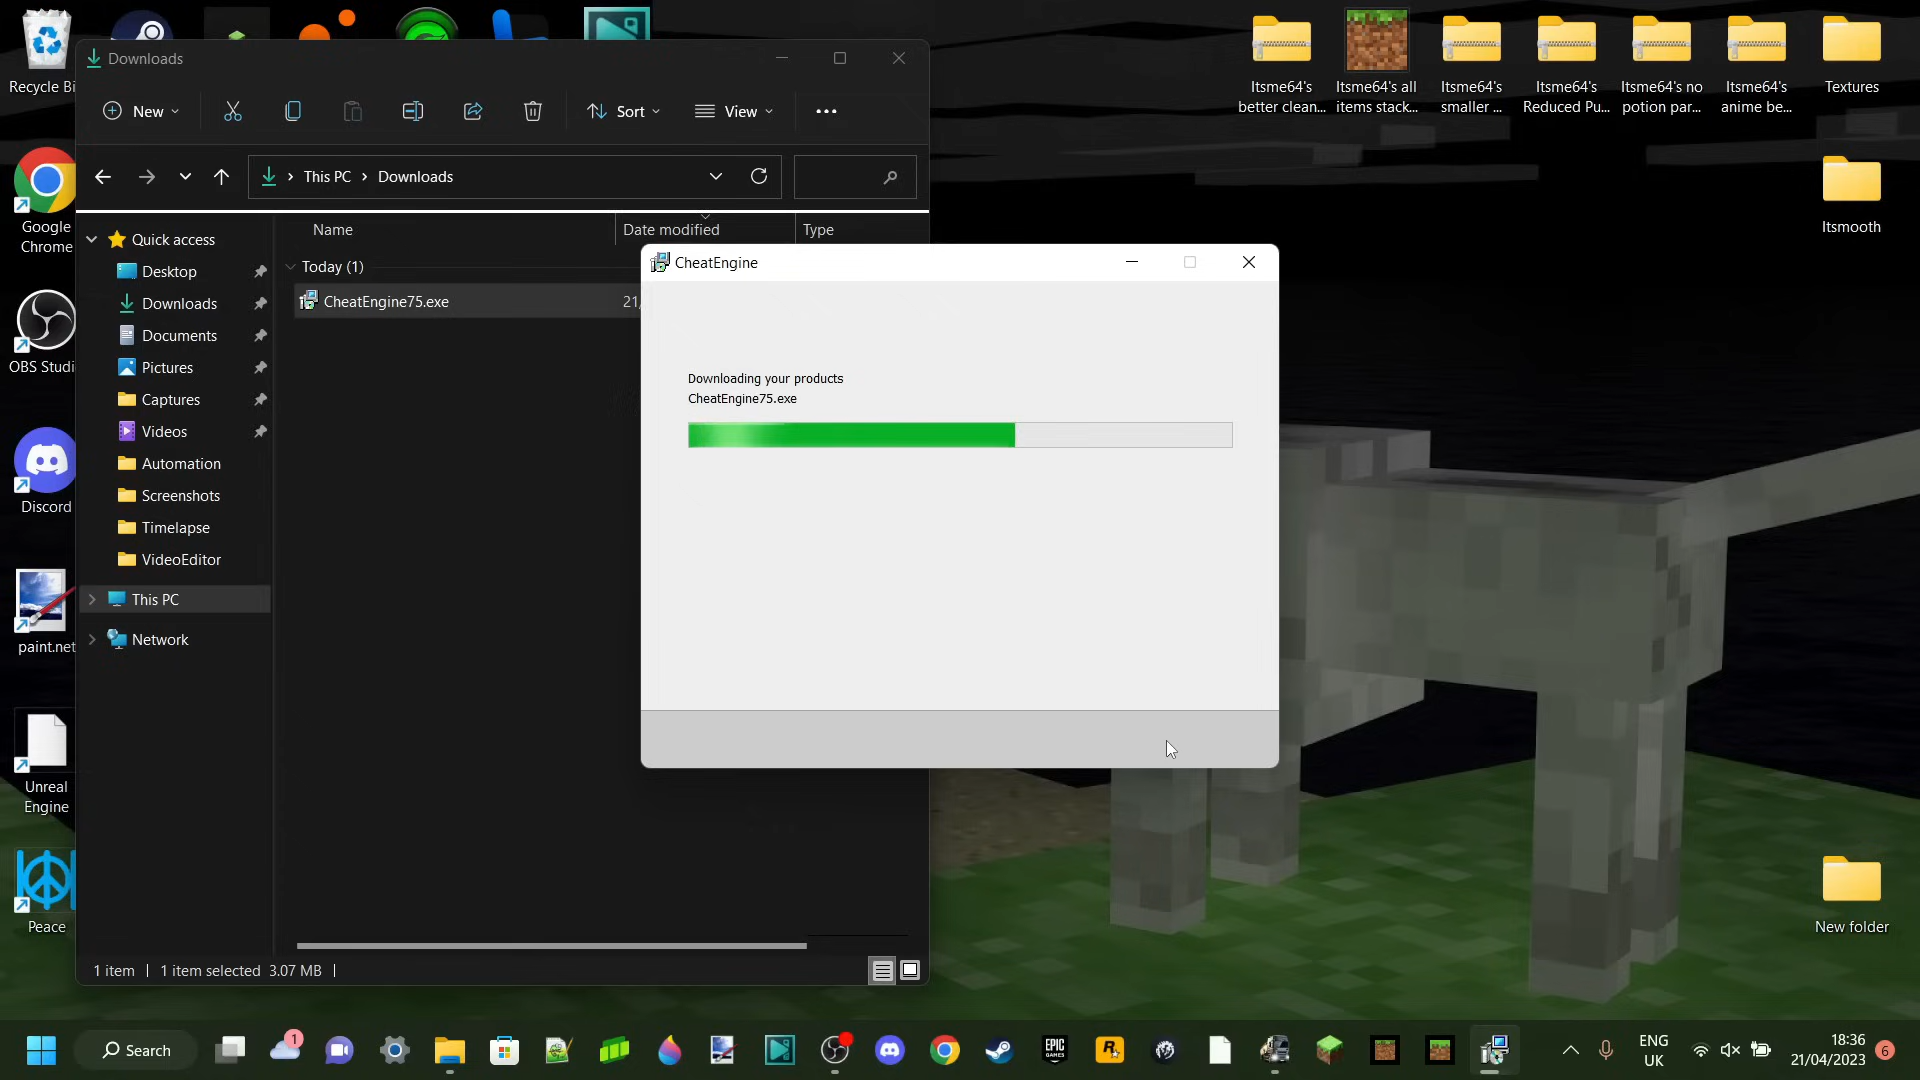 Recycle Bi
Google
Chrome
OBS Studi
Discord
paint.net
Unreal
Engine
Peace
Downloads
New
Sort
View
This PC
Downloads
Name
Date modified
Type
Quick access
Desktop
Downloads
Documents
Pictures
Captures
Videos
Automation
Screenshots
Timelapse
VideoEditor
This PC
Network
Today (1)
CheatEngine75.exe
21/
1 item
1 item selected 3.07 MB
CheatEngine
Downloading your products
CheatEngine75.exe
Itsme64's
better clean...
Itsme64's all
items stack...
Itsme64's
smaller ...
Itsme64's
Reduced Pu...
Itsme64's no
potion par...
Itsme64's
anime be...
Textures
Itsmooth
New folder
Search
1
EPIC
GAMES
R
ENG
UK
18:36
21/04/2023
6